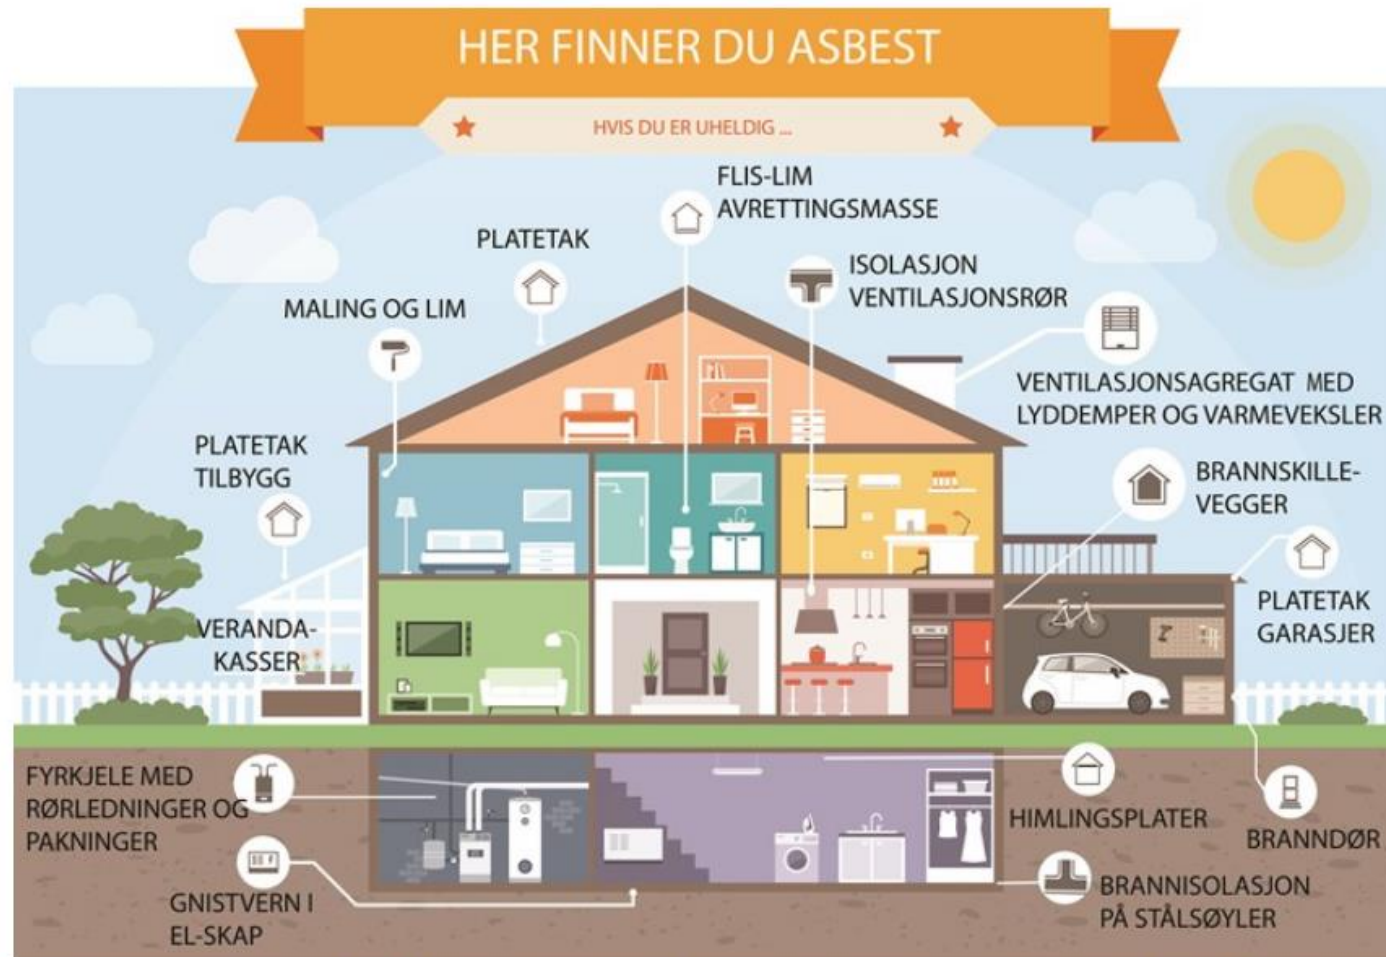 HER FINNER DU ASBEST
HVIS DU ER UHELDIG ...
FLIS-LIM
AVRETTINGSMASSE
PLATETAK
ISOLASJON
VENTILASJONSRØR
MALING OG LIM
VENTILASJONSAGREGAT MED
LYDDEMPER OG VARMEVEKSLER
PLATETAK
TILBYGG
BRANNSKILLE-
VEGGER
PLATETAK
GARASJER
VERANDA-
KASSER
FYRKJELE MED
RØRLEDNINGER OG
PAKNINGER
HIMLINGSPLATER
BRANNDØR
GNISTVERN I
EL-SKAP
BRANNISOLASJON
PÅ STÅLSØYLER